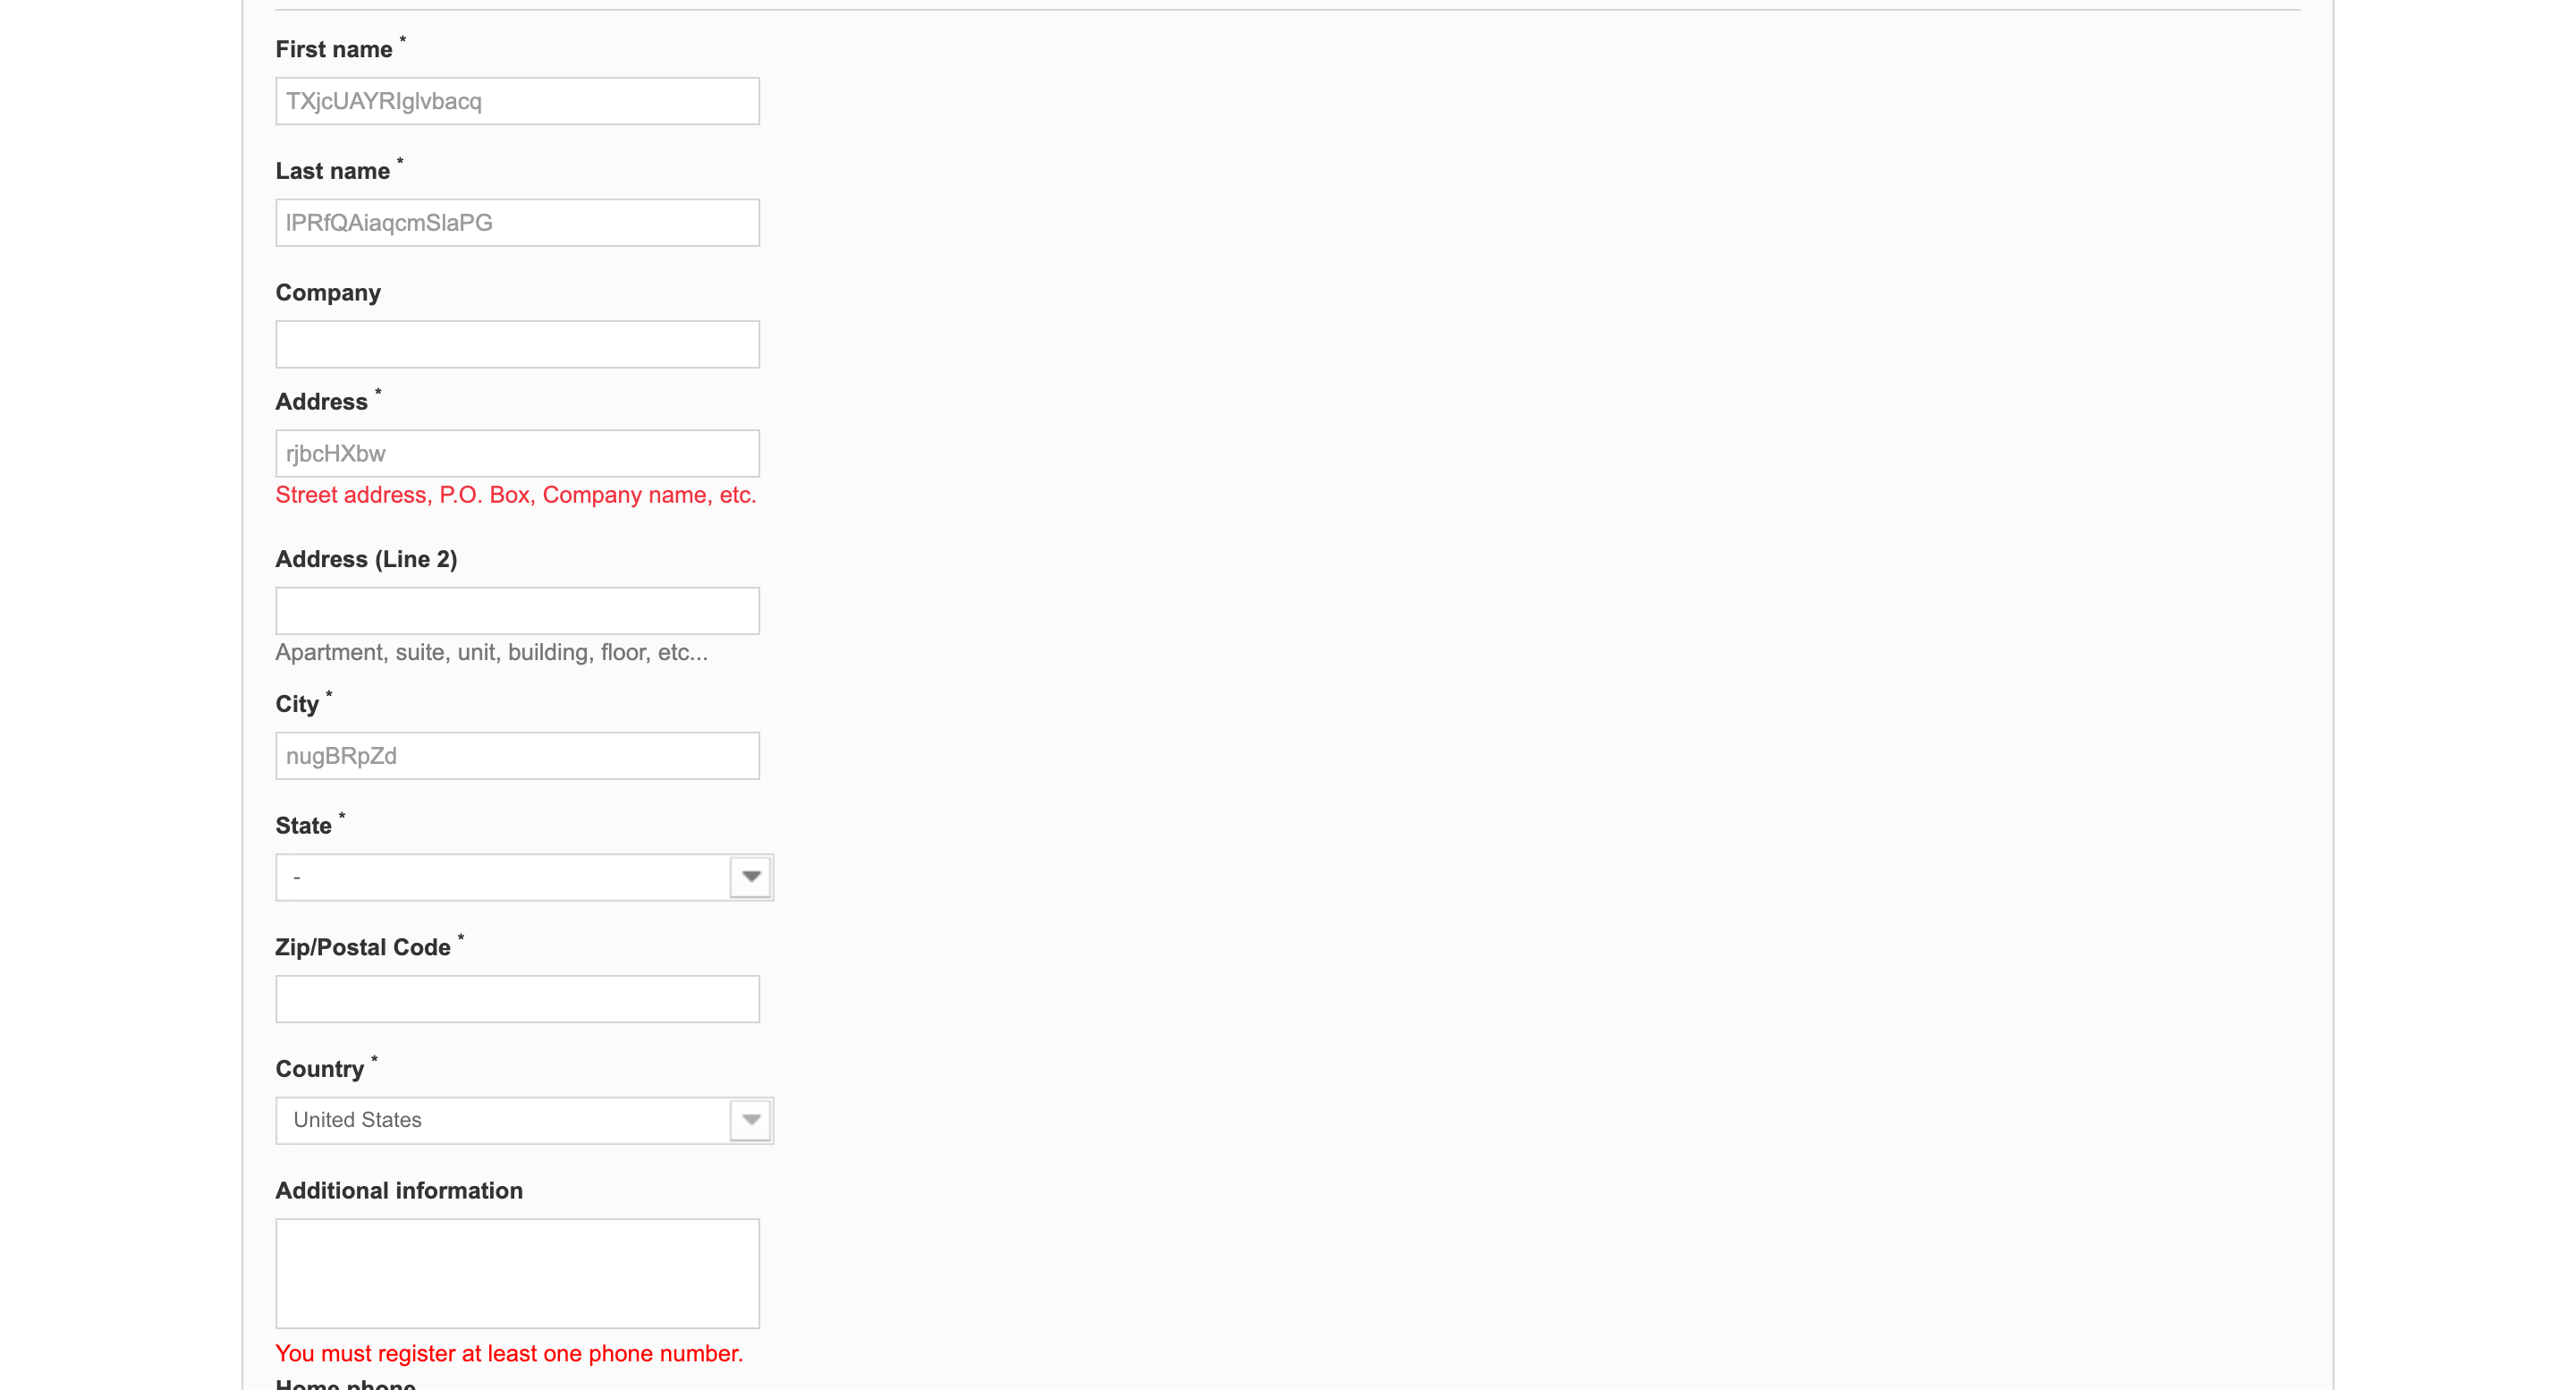 First name *
TXjcUAYRIglvbacq
Last name *
lPRfQAiaqcmSlaPG
Company
Address *
rjbcHXbw
Street address, P.O. Box, Company name, etc.
Address (Line 2)
Apartment, suite, unit, building, floor, etc...
City *
nugBRpZd
State *
-
Zip/Postal Code *
Country *
United States
Additional information
You must register at least one phone number.
Home phone